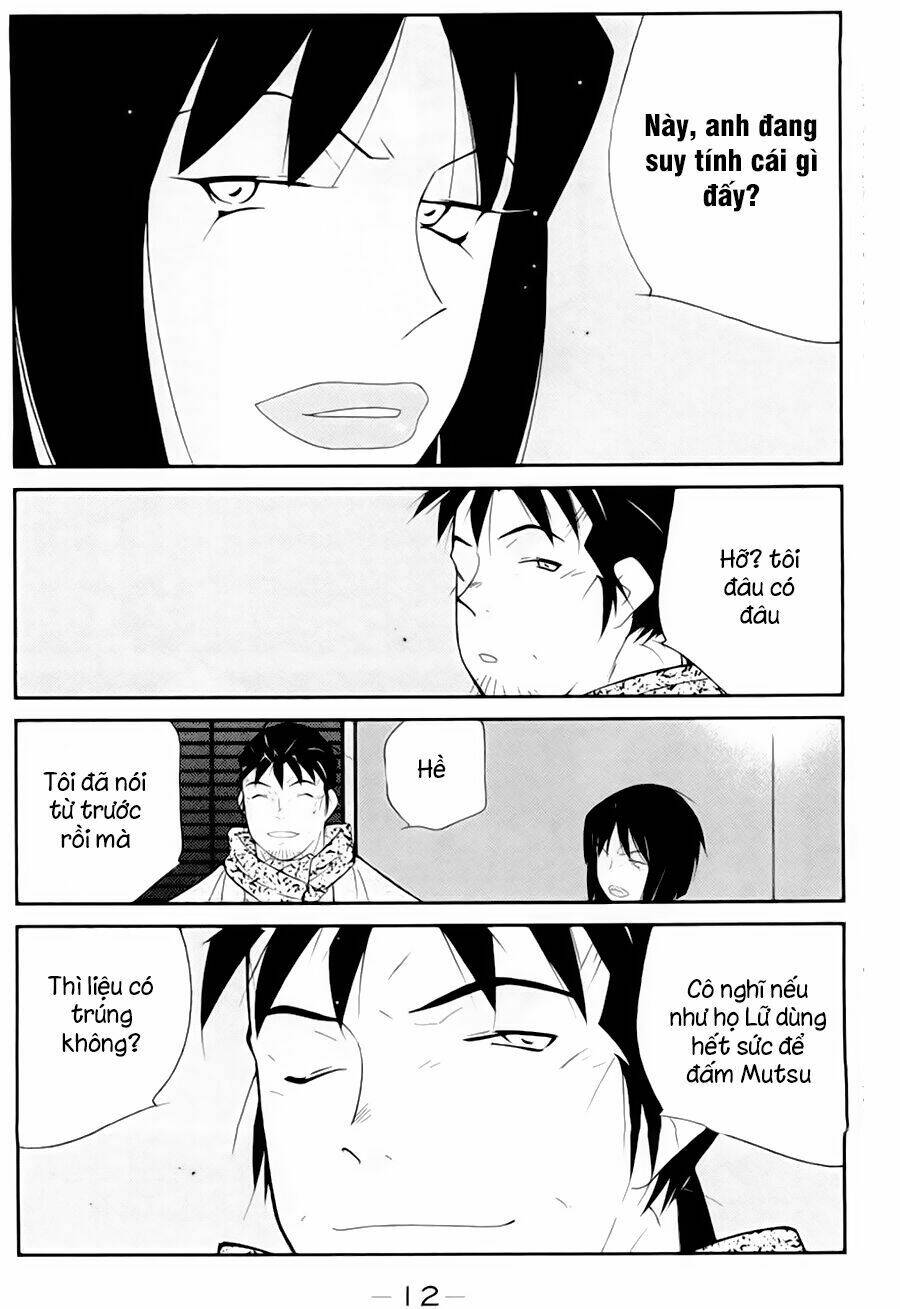 Này, anh đang
suy tính cái gì
đấy?
Hỡ? tôi
đâu có
đâu
Hề
Tôi đã nói
từ trước
rồi mà
Cô nghĩ nếu
như họ Lữ dùng
hết sức để
đấm Mutsu
Thì liệu có
trúng
không?
- 12 -